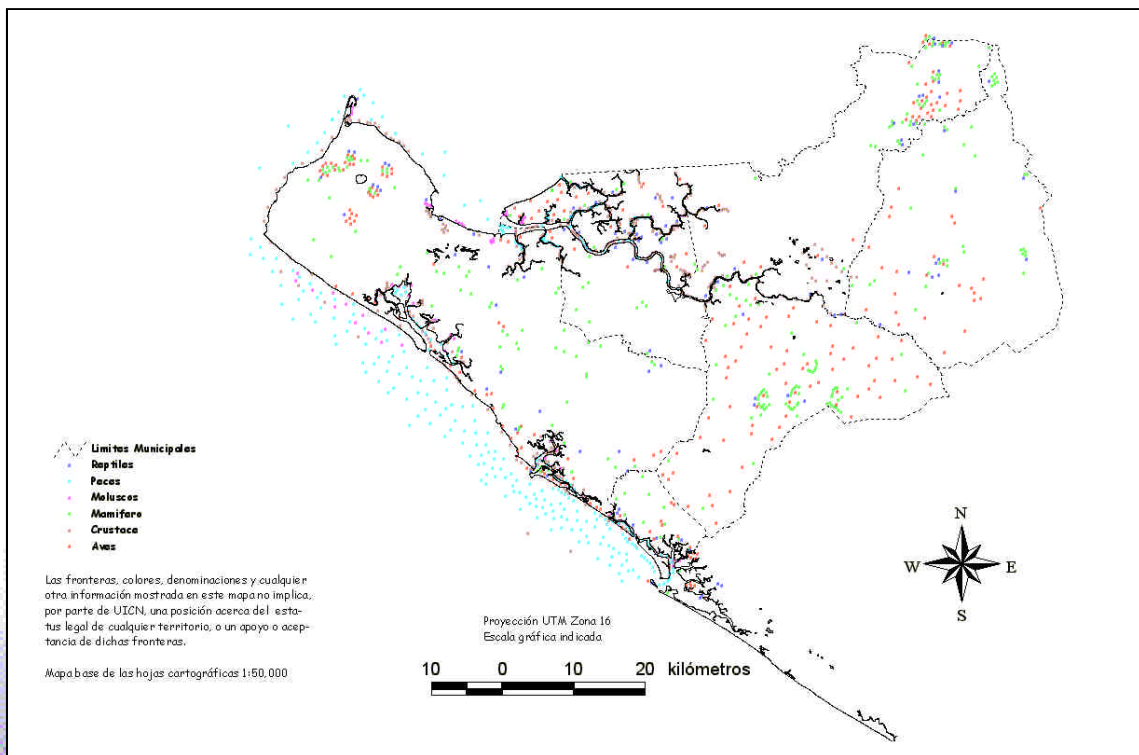 Limites Municipales
Reptiles
Peces
Moluscos
Mamifero
Crustaca
Aves
Las fronteras, colores, denominaciones y cualquier
otra información mostrada en este mapa no implica,
por parte de UICN, una posición acerca del esta-
tus legal de cualquier territorio, o un apoyo o acep-
tancia de dichas fronteras.
Mapa base de las hojas cartográficas 1:50,000
Proyección UTM Zona 16
Escala gráfica indicada
10 0 10 20 kilómetros
N
W E
S